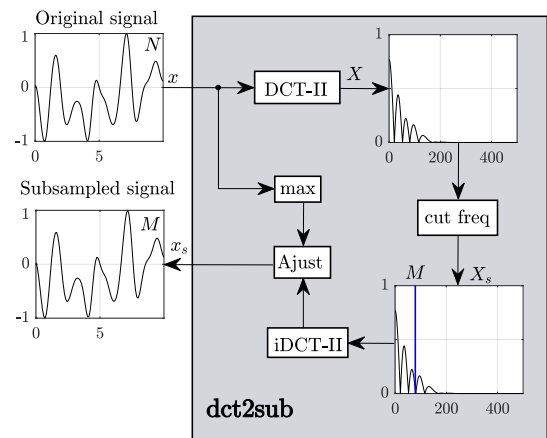 Original signal
1
0
-1
0
5
N
x
DCT-II
X
1
0
0
200
400
max
cut freq
Subsampled signal
1
0
-1
0
5
M
x_s
Ajust
X_s
iDCT-II
M
1
0
0
200
400
dct2sub